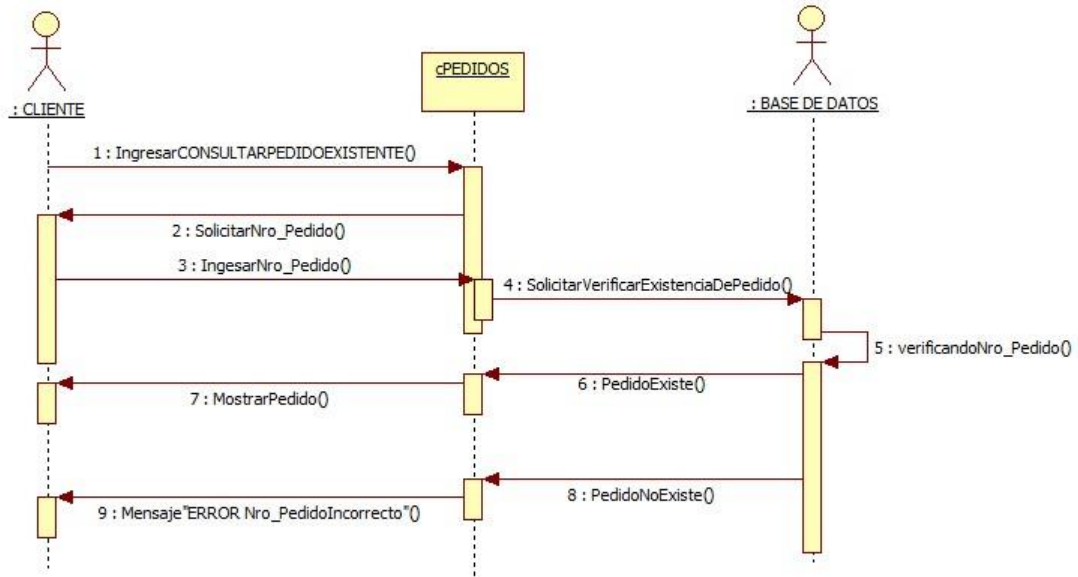 : CLIENTE
cPEDIDOS
: BASE DE DATOS
1 : IngresarCONSULTARPEDIDOEXISTENTE()
2 : SolicitarNro_Pedido()
3 : IngesarNro_Pedido()
4 : SolicitarVerificarExistenciaDePedido()
5 : verificandoNro_Pedido()
6 : PedidoExiste()
7 : MostrarPedido()
8 : PedidoNoExiste()
9 : Mensaje"ERROR Nro_PedidoIncorrecto"()